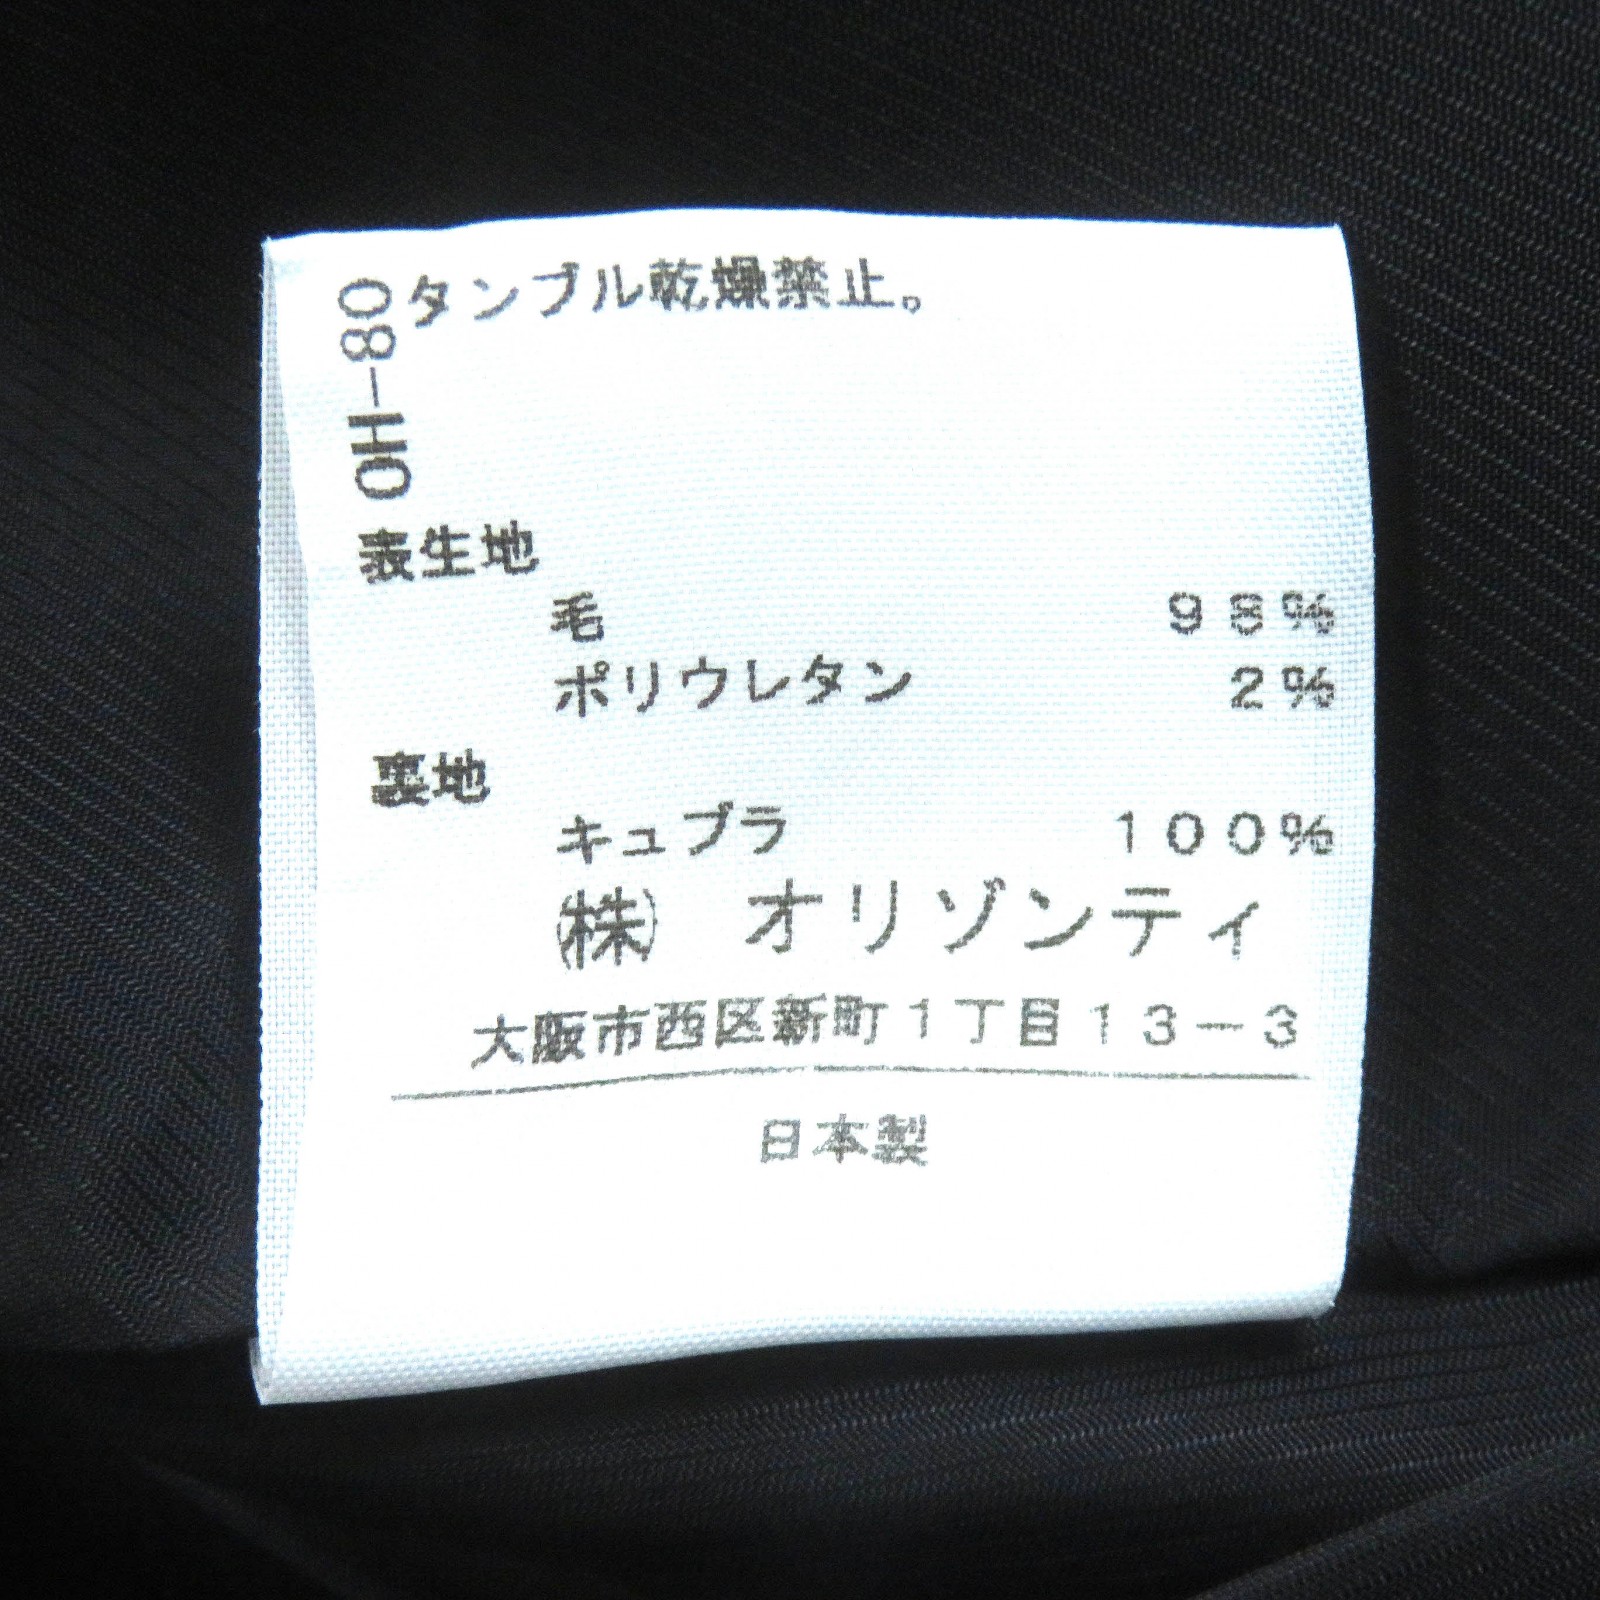 タンブル乾燥禁止。
OH-80
表生地
毛 98%
ポリウレタン 2%
裏地
キュプラ 100%
㈱ オリゾンティ
大阪市西区新町1丁目13-3
日本製